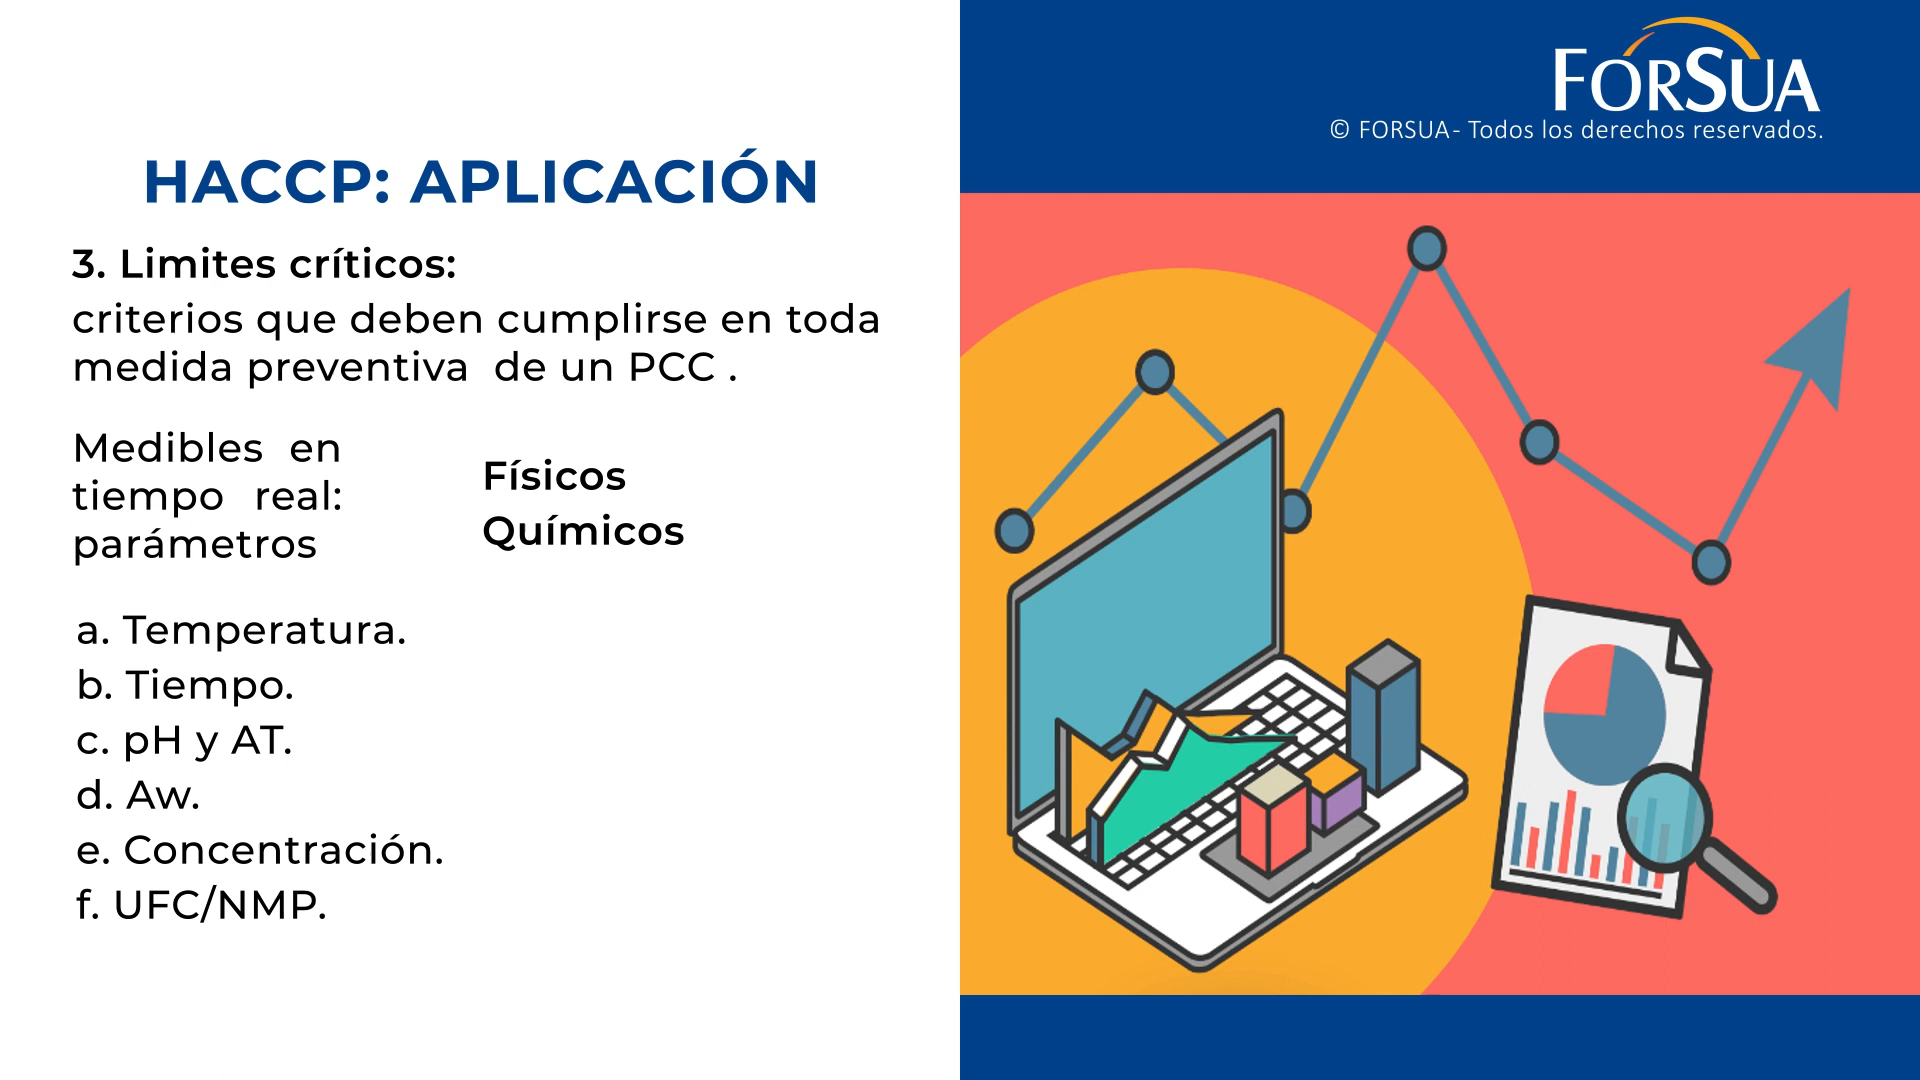 FORSUA
© FORSUA- Todos los derechos reservados.
HACCP: APLICACIÓN
3. Limites críticos:
criterios que deben cumplirse en toda
medida preventiva de un PCC .
Medibles en
tiempo real:
parámetros
Físicos
Químicos
a. Temperatura.
b. Tiempo.
c. pH y AT.
d. Aw.
e. Concentración.
f. UFC/NMP.